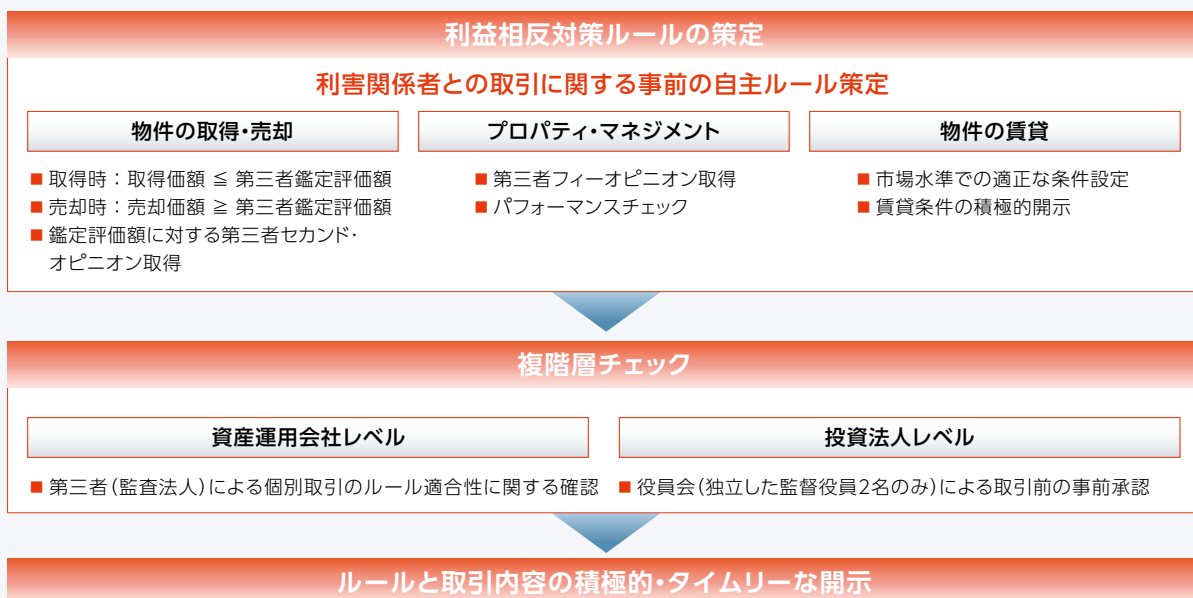 利益相反対策ルールの策定
利害関係者との取引に関する事前の自主ルール策定
物件の取得・売却
■ 取得時：取得価額 ≦ 第三者鑑定評価額
■ 売却時：売却価額 ≧ 第三者鑑定評価額
■ 鑑定評価額に対する第三者セカンド・
オピニオン取得
プロパティ・マネジメント
■ 第三者フィーオピニオン取得
■ パフォーマンスチェック
物件の賃貸
■ 市場水準での適正な条件設定
■ 賃貸条件の積極的開示
複階層チェック
資産運用会社レベル
■ 第三者（監査法人）による個別取引のルール適合性に関する確認
投資法人レベル
■ 役員会（独立した監督役員2名のみ）による取引前の事前承認
ルールと取引内容の積極的・タイムリーな開示